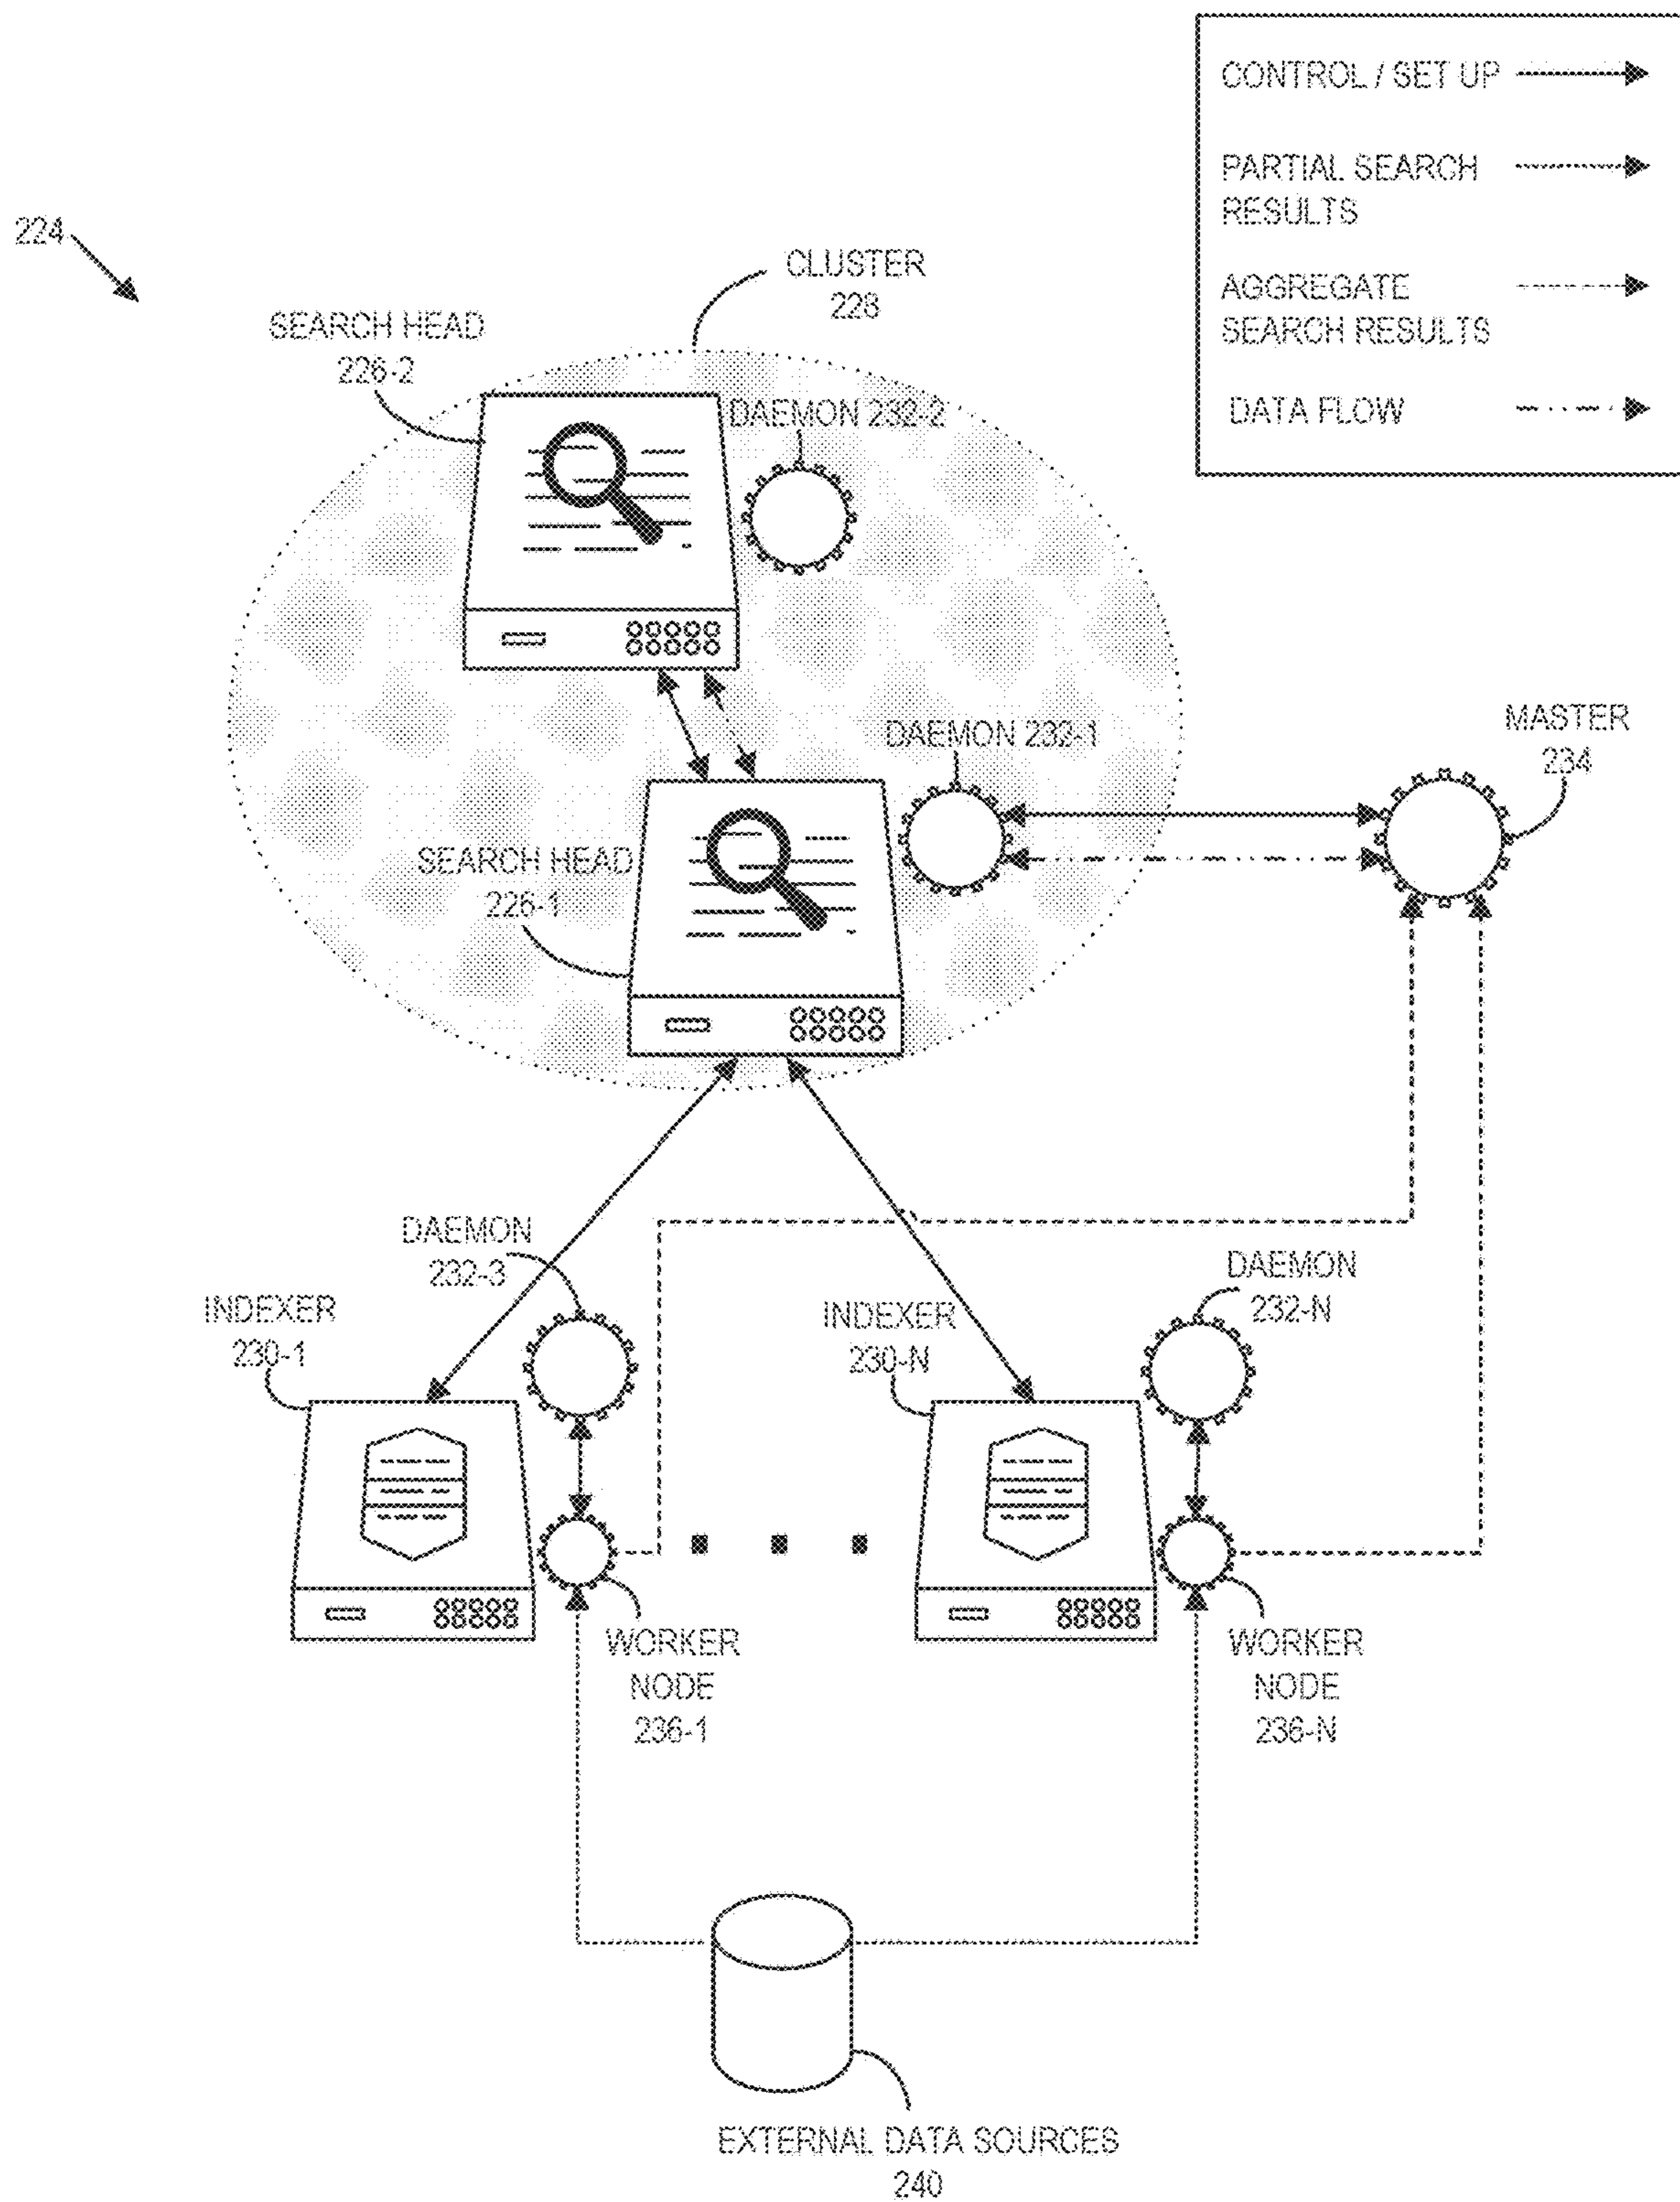 CONTROL / SET UP
PARTIAL SEARCH
RESULTS
AGGREGATE
SEARCH RESULTS
DATA FLOW
224
CLUSTER
228
SEARCH HEAD
226-2
DAEMON 232-2
DAEMON 232-1
MASTER
234
SEARCH HEAD
226-1
DAEMON
232-3
DAEMON
232-N
INDEXER
230-1
INDEXER
230-N
WORKER
NODE
236-1
WORKER
NODE
236-N
EXTERNAL DATA SOURCES
240